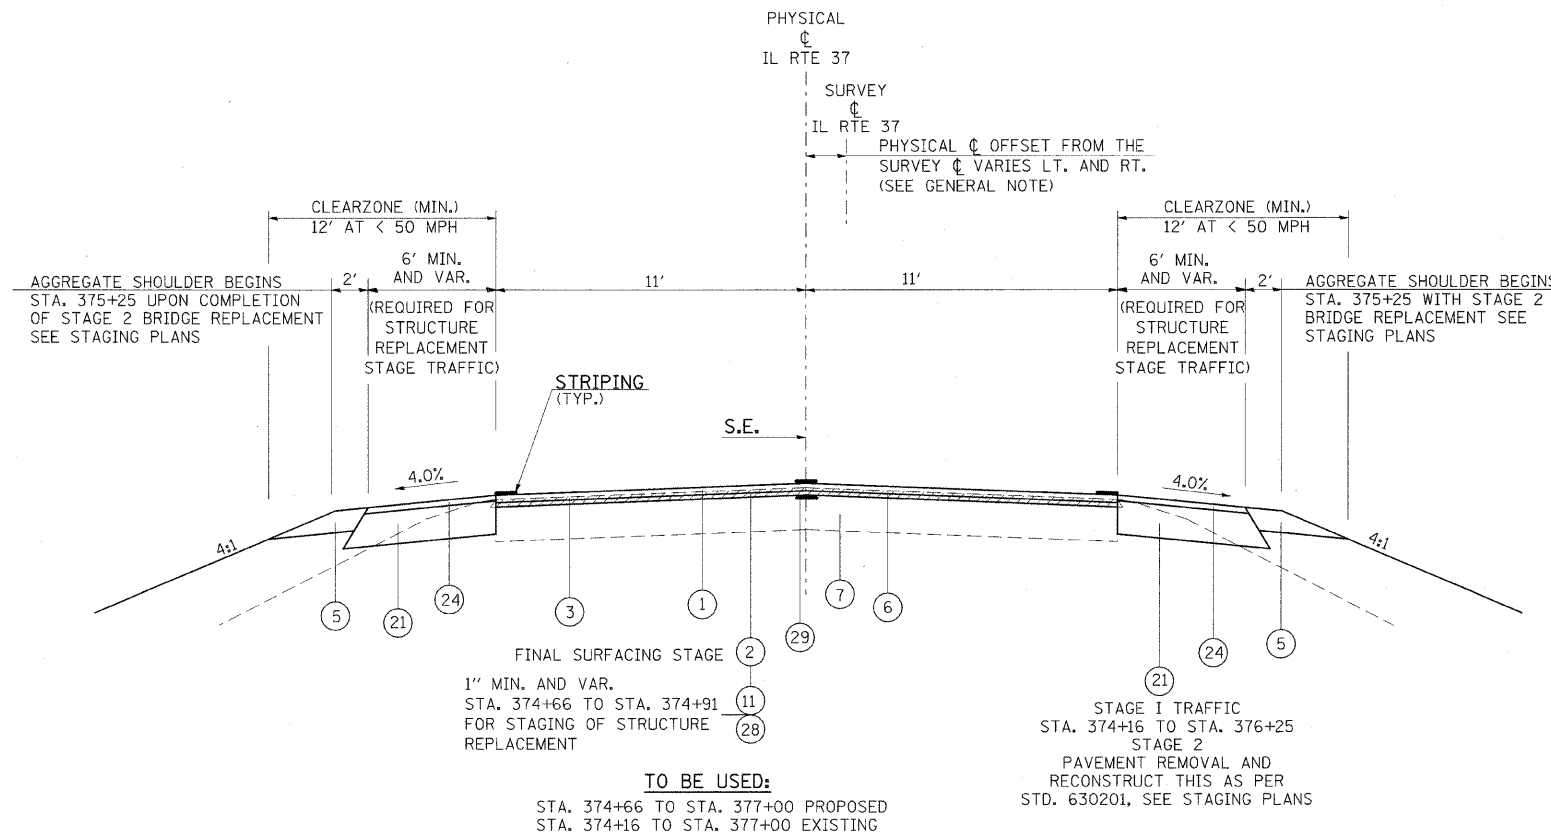 PHYSICAL
℄
IL RTE 37
SURVEY
℄
IL RTE 37
PHYSICAL ℄ OFFSET FROM THE
SURVEY ℄ VARIES LT. AND RT.
(SEE GENERAL NOTE)
CLEARZONE (MIN.)
12' AT < 50 MPH
CLEARZONE (MIN.)
12' AT < 50 MPH
AGGREGATE SHOULDER BEGINS
STA. 375+25 UPON COMPLETION
OF STAGE 2 BRIDGE REPLACEMENT
SEE STAGING PLANS
2'
6' MIN.
AND VAR.
(REQUIRED FOR
STRUCTURE
REPLACEMENT
STAGE TRAFFIC)
11'
11'
6' MIN.
AND VAR.
(REQUIRED FOR
STRUCTURE
REPLACEMENT
STAGE TRAFFIC)
2'
AGGREGATE SHOULDER BEGINS
STA. 375+25 WITH STAGE 2
BRIDGE REPLACEMENT SEE
STAGING PLANS
STRIPING
(TYP.)
S.E.
4.0%
4.0%
4:1
4:1
5
21
24
3
1
29
7
6
24
5
FINAL SURFACING STAGE 2
1" MIN. AND VAR.
STA. 374+66 TO STA. 374+91
FOR STAGING OF STRUCTURE
REPLACEMENT
11
28
21
STAGE I TRAFFIC
STA. 374+16 TO STA. 376+25
STAGE 2
PAVEMENT REMOVAL AND
RECONSTRUCT THIS AS PER
STD. 630201, SEE STAGING PLANS
TO BE USED:
STA. 374+66 TO STA. 377+00 PROPOSED
STA. 374+16 TO STA. 377+00 EXISTING